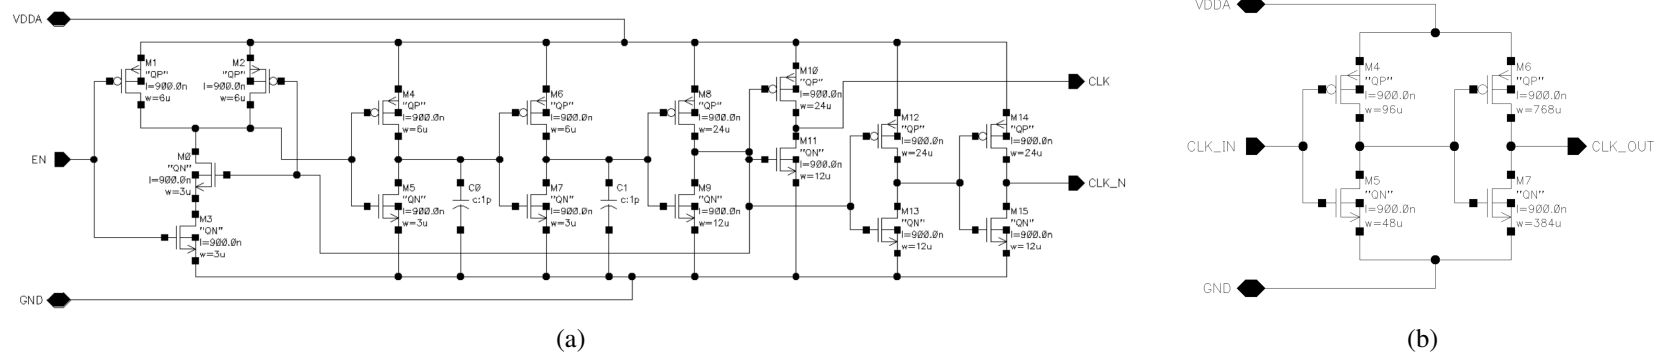 VDDA
EN
GND
M1
"QP"
l=900.0n
w=6u
M2
"QP"
l=900.0n
w=6u
M0
"QN"
l=900.0n
w=3u
M3
"QN"
l=900.0n
w=3u
M4
"QP"
l=900.0n
w=6u
M5
"QN"
l=900.0n
w=3u
C0
c:1p
M6
"QP"
l=900.0n
w=6u
M7
"QN"
l=900.0n
w=3u
C1
c:1p
M8
"QP"
l=900.0n
w=24u
M9
"QN"
l=900.0n
w=12u
M10
"QP"
l=900.0n
w=24u
M11
"QN"
l=900.0n
w=12u
M12
"QP"
l=900.0n
w=24u
M13
"QN"
l=900.0n
w=12u
M14
"QP"
l=900.0n
w=24u
M15
"QN"
l=900.0n
w=12u
CLK
CLK_N
(a)
VDDA
CLK_IN
GND
M4
"QP"
l=900.0n
w=96u
M5
"QN"
l=900.0n
w=48u
M6
"QP"
l=900.0n
w=768u
M7
"QN"
l=900.0n
w=384u
CLK_OUT
(b)